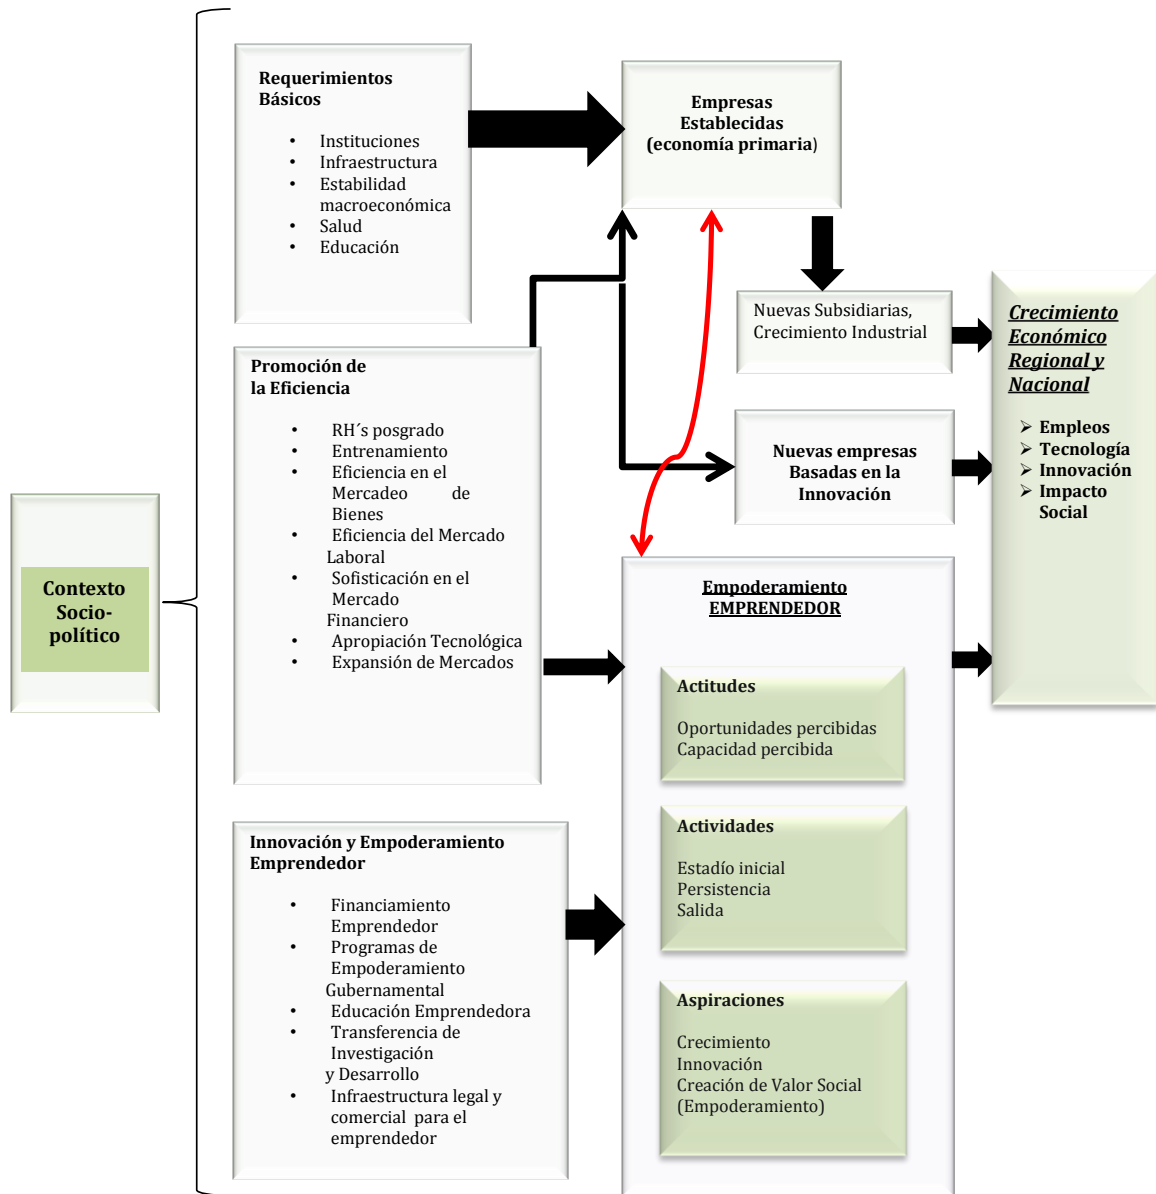 Contexto
Socio-
político
Requerimientos
Básicos
• Instituciones
• Infraestructura
• Estabilidad
macroeconómica
• Salud
• Educación
Promoción de
la Eficiencia
• RH´s posgrado
• Entrenamiento
• Eficiencia en el
Mercadeo de
Bienes
• Eficiencia del Mercado
Laboral
• Sofisticación en el
Mercado
Financiero
• Apropiación Tecnológica
• Expansión de Mercados
Innovación y Empoderamiento
Emprendedor
• Financiamiento
Emprendedor
• Programas de
Empoderamiento
Gubernamental
• Educación Emprendedora
• Transferencia de
Investigación
y Desarrollo
• Infraestructura legal y
comercial para el
emprendedor
Empresas
Establecidas
(economía primaria)
Nuevas Subsidiarias,
Crecimiento Industrial
Nuevas empresas
Basadas en la
Innovación
Empoderamiento
EMPRENDEDOR
Actitudes
Oportunidades percibidas
Capacidad percibida
Actividades
Estadío inicial
Persistencia
Salida
Aspiraciones
Crecimiento
Innovación
Creación de Valor Social
(Empoderamiento)
Crecimiento
Económico
Regional y
Nacional
➢ Empleos
➢ Tecnología
➢ Innovación
➢ Impacto
Social